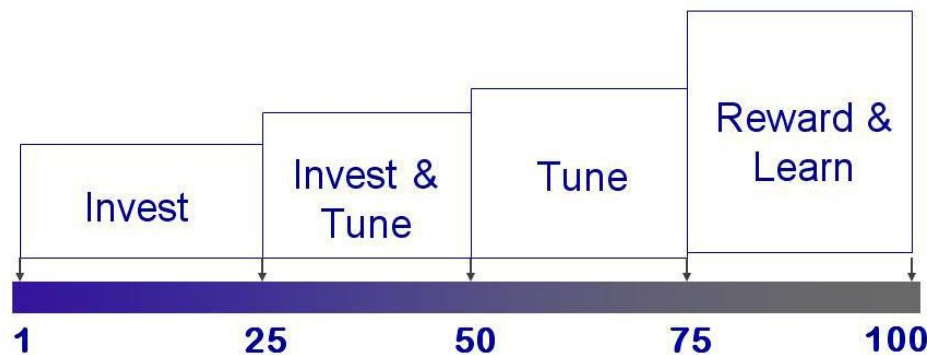 Invest
Invest &
Tune
Tune
Reward &
Learn
1 25 50 75 100